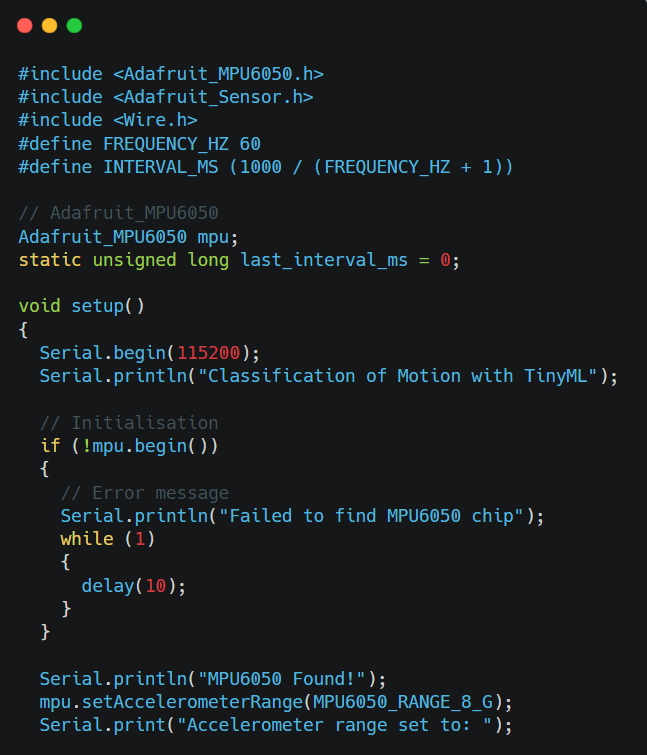 #include <Adafruit_MPU6050.h>
#include <Adafruit_Sensor.h>
#include <Wire.h>
#define FREQUENCY_HZ 60
#define INTERVAL_MS (1000 / (FREQUENCY_HZ + 1))

// Adafruit_MPU6050
Adafruit_MPU6050 mpu;
static unsigned long last_interval_ms = 0;

void setup()
{
  Serial.begin(115200);
  Serial.println("Classification of Motion with TinyML");

  // Initialisation
  if (!mpu.begin())
  {
    // Error message
    Serial.println("Failed to find MPU6050 chip");
    while (1)
    {
      delay(10);
    }
  }

  Serial.println("MPU6050 Found!");
  mpu.setAccelerometerRange(MPU6050_RANGE_8_G);
  Serial.print("Accelerometer range set to: ");